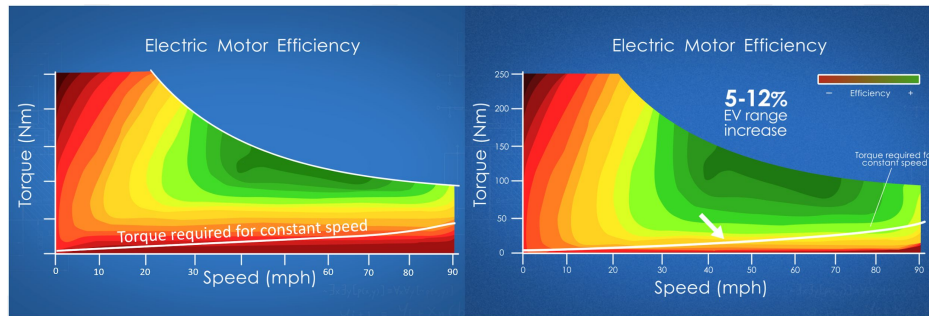 Electric Motor Efficiency
Torque (Nm)
Torque required for constant speed
0 10 20 30 40 50 60 70 80 90
Speed (mph)
Electric Motor Efficiency
250
200
150
100
50
0
Torque (Nm)
5-12%
EV range
increase
− Efficiency +
Torque required fo
constant speed
0 10 20 30 40 50 60 70 80 90
Speed (mph)